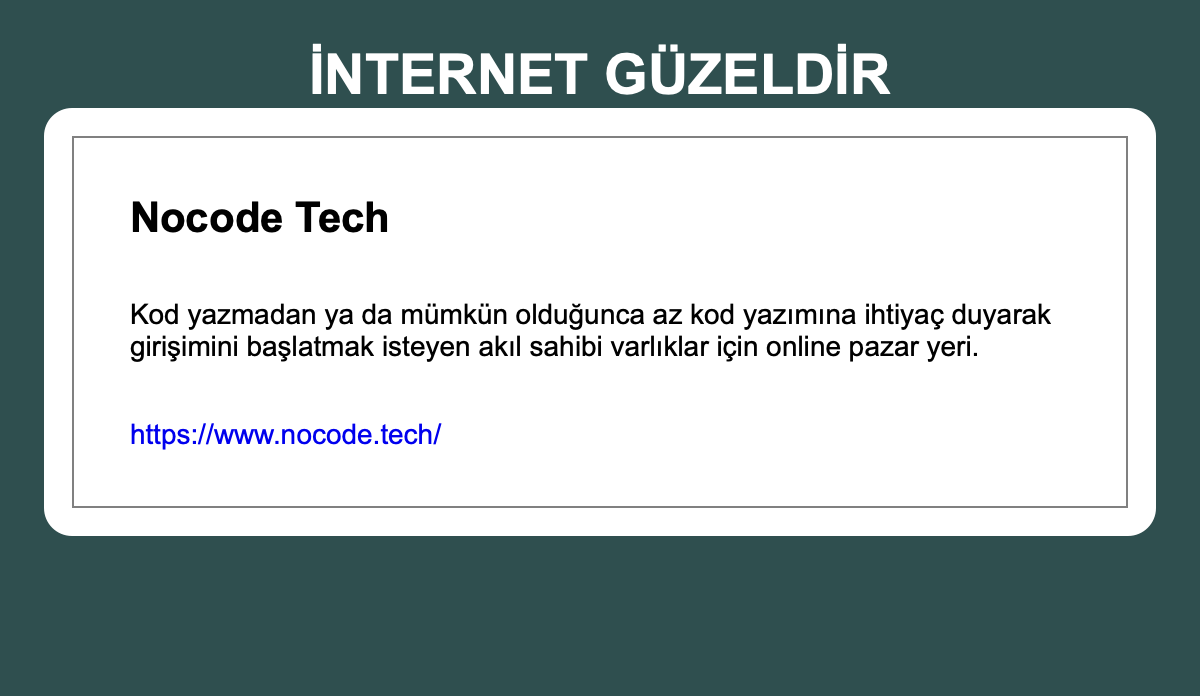 İNTERNET GÜZELDİR
Nocode Tech
Kod yazmadan ya da mümkün olduğunca az kod yazımına ihtiyaç duyarak
girişimini başlatmak isteyen akıl sahibi varlıklar için online pazar yeri.
https://www.nocode.tech/